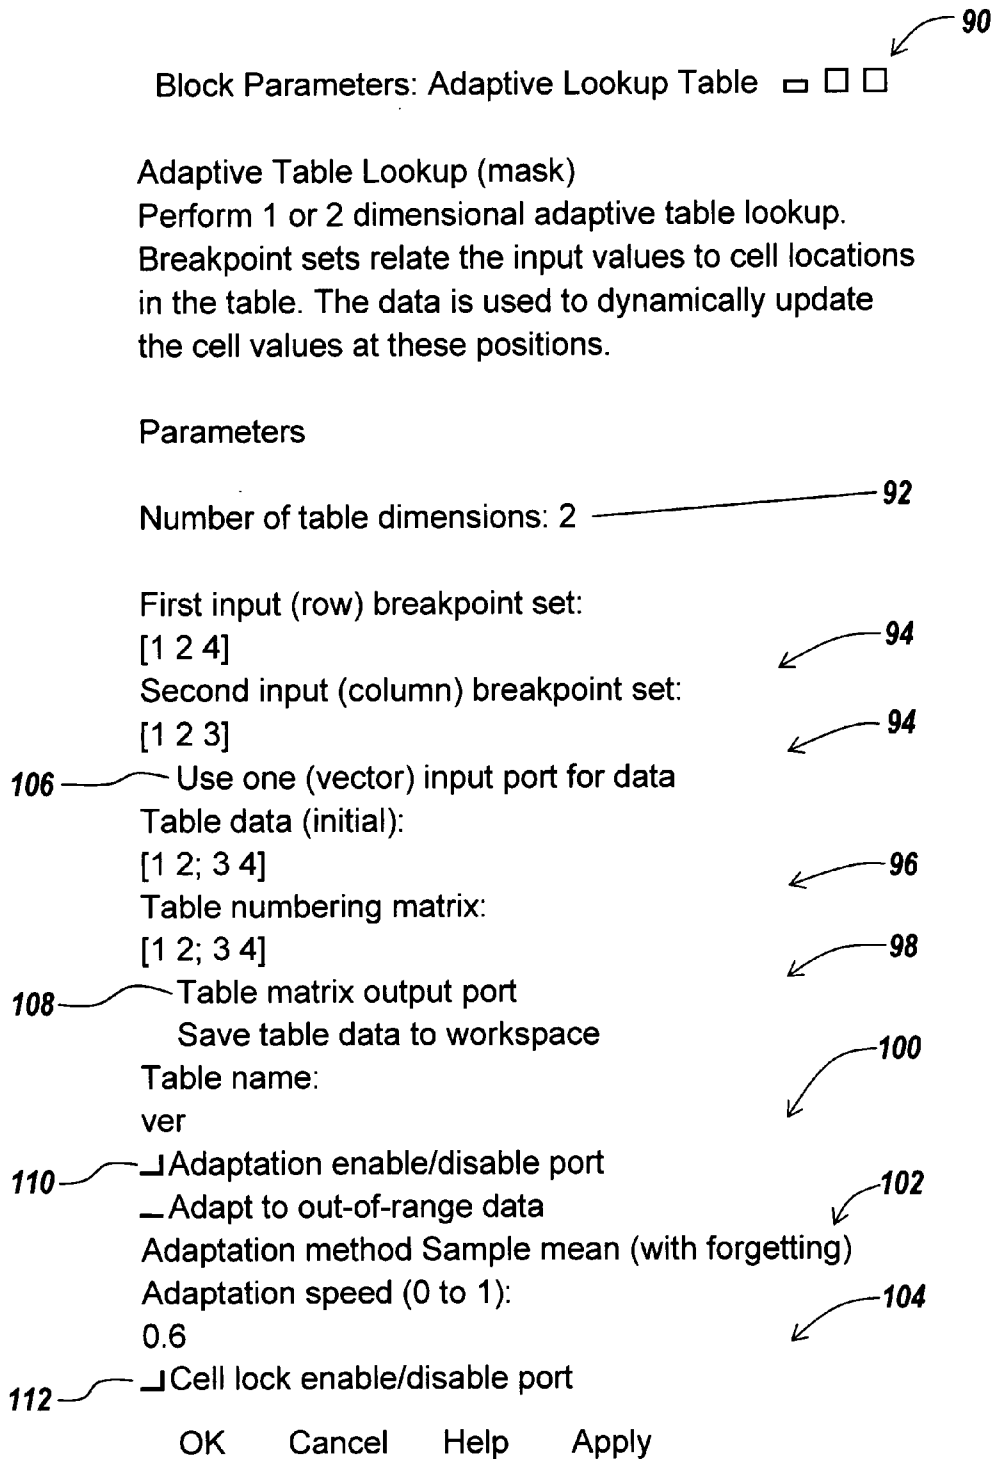 90
Block Parameters: Adaptive Lookup Table
Adaptive Table Lookup (mask)
Perform 1 or 2 dimensional adaptive table lookup.
Breakpoint sets relate the input values to cell locations
in the table. The data is used to dynamically update
the cell values at these positions.
Parameters
Number of table dimensions: 2
92
First input (row) breakpoint set:
[1 2 4]
94
Second input (column) breakpoint set:
[1 2 3]
94
106
Use one (vector) input port for data
Table data (initial):
[1 2; 3 4]
96
Table numbering matrix:
[1 2; 3 4]
98
108
Table matrix output port
Save table data to workspace
100
Table name:
ver
110
Adaptation enable/disable port
Adapt to out-of-range data
102
Adaptation method Sample mean (with forgetting)
Adaptation speed (0 to 1):
104
0.6
112
Cell lock enable/disable port
OK Cancel Help Apply